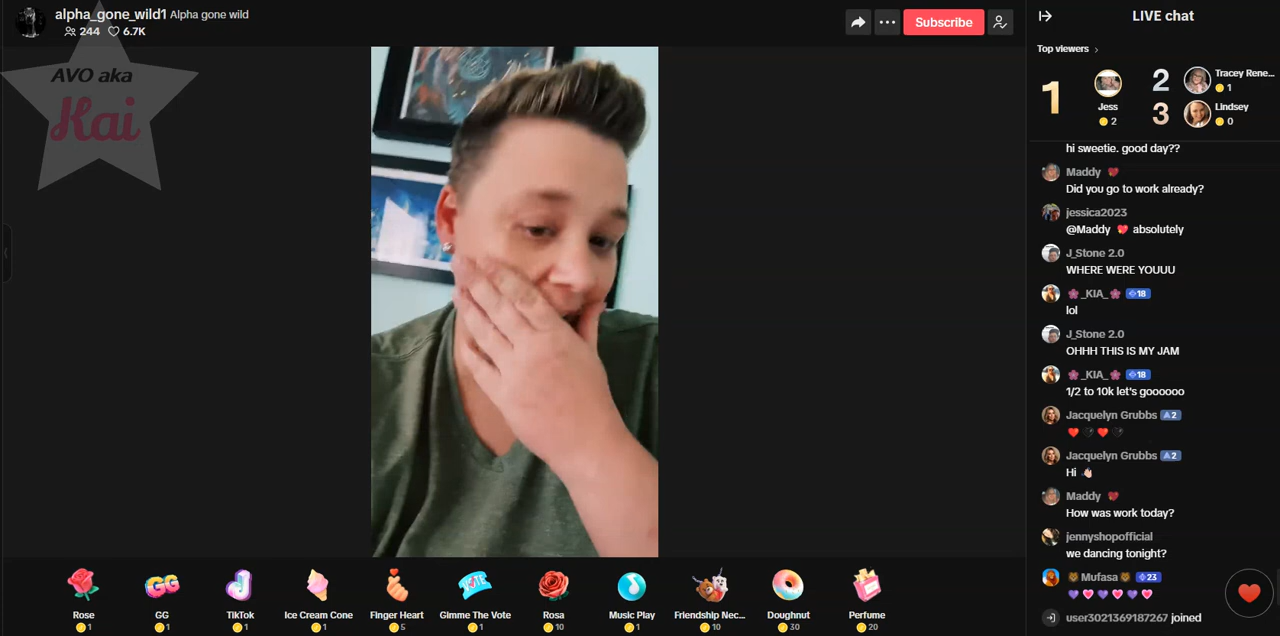 alpha_gone_wild1 Alpha gone wild
244 6.7K
Subscribe
AVO aka
Kai
LIVE chat
Top viewers
1
Jess
2
2
Tracey Rene...
1
3
Lindsey
0
hi sweetie. good day??
Maddy
Did you go to work already?
jessica2023
@Maddy 💘 absolutely
J_Stone 2.0
WHERE WERE YOUUU
🌸_KIA_🌸 18
lol
J_Stone 2.0
OHHH THIS IS MY JAM
🌸_KIA_🌸 18
1/2 to 10k let's goooooo
Jacquelyn Grubbs 2
Jacquelyn Grubbs 2
Hi
Maddy
How was work today?
jennyshopofficial
we dancing tonight?
Mufasa 23
user3021369187267 joined
Rose
1
GG
GG
1
TikTok
1
Ice Cream Cone
1
Finger Heart
5
VOTE
Gimme The Vote
1
Rosa
10
Music Play
1
Friendship Nec...
10
Doughnut
30
Perfume
20